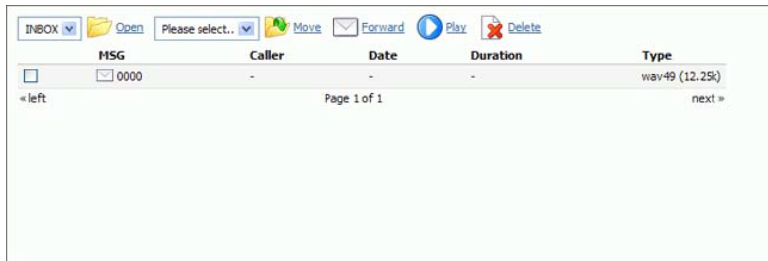 INBOX Open Please select.. Move Forward Play Delete
MSG Caller Date Duration Type
0000 - - - wav49 (12.25k)
«left Page 1 of 1 next »